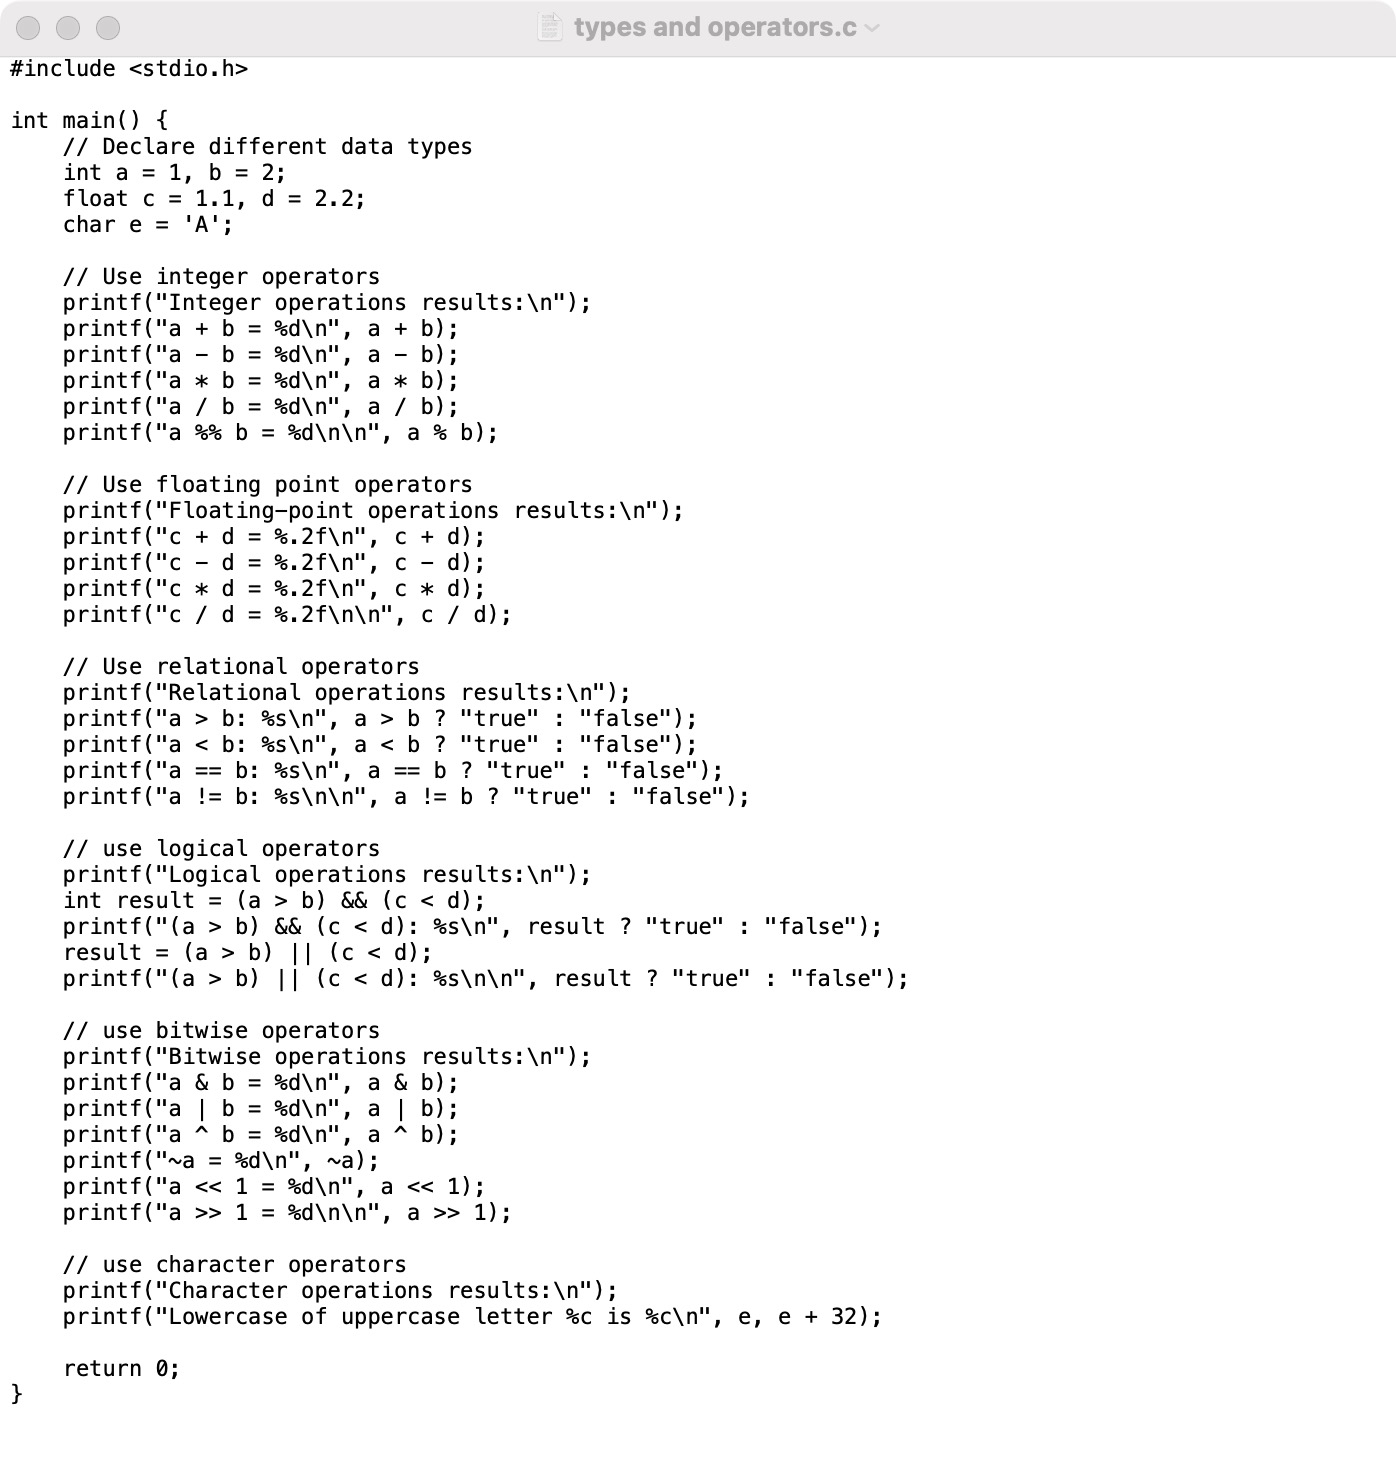 types and operators.c
#include <stdio.h>

int main() {
    // Declare different data types
    int a = 1, b = 2;
    float c = 1.1, d = 2.2;
    char e = 'A';

    // Use integer operators
    printf("Integer operations results:\n");
    printf("a + b = %d\n", a + b);
    printf("a - b = %d\n", a - b);
    printf("a * b = %d\n", a * b);
    printf("a / b = %d\n", a / b);
    printf("a %% b = %d\n\n", a % b);

    // Use floating point operators
    printf("Floating-point operations results:\n");
    printf("c + d = %.2f\n", c + d);
    printf("c - d = %.2f\n", c - d);
    printf("c * d = %.2f\n", c * d);
    printf("c / d = %.2f\n\n", c / d);

    // Use relational operators
    printf("Relational operations results:\n");
    printf("a > b: %s\n", a > b ? "true" : "false");
    printf("a < b: %s\n", a < b ? "true" : "false");
    printf("a == b: %s\n", a == b ? "true" : "false");
    printf("a != b: %s\n\n", a != b ? "true" : "false");

    // use logical operators
    printf("Logical operations results:\n");
    int result = (a > b) && (c < d);
    printf("(a > b) && (c < d): %s\n", result ? "true" : "false");
    result = (a > b) || (c < d);
    printf("(a > b) || (c < d): %s\n\n", result ? "true" : "false");

    // use bitwise operators
    printf("Bitwise operations results:\n");
    printf("a & b = %d\n", a & b);
    printf("a | b = %d\n", a | b);
    printf("a ^ b = %d\n", a ^ b);
    printf("~a = %d\n", ~a);
    printf("a << 1 = %d\n", a << 1);
    printf("a >> 1 = %d\n\n", a >> 1);

    // use character operators
    printf("Character operations results:\n");
    printf("Lowercase of uppercase letter %c is %c\n", e, e + 32);

    return 0;
}